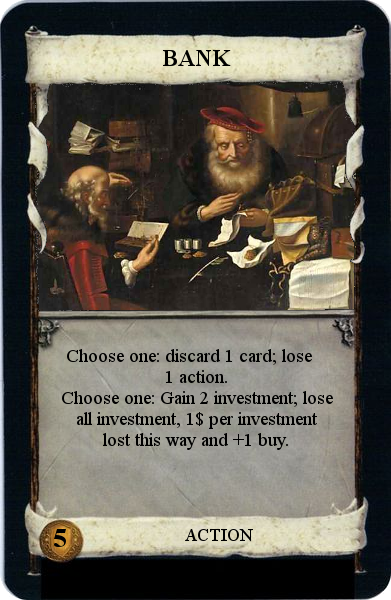 BANK
Choose one: discard 1 card; lose
1 action.
Choose one: Gain 2 investment; lose
all investment, 1$ per investment
lost this way and +1 buy.
5
ACTION